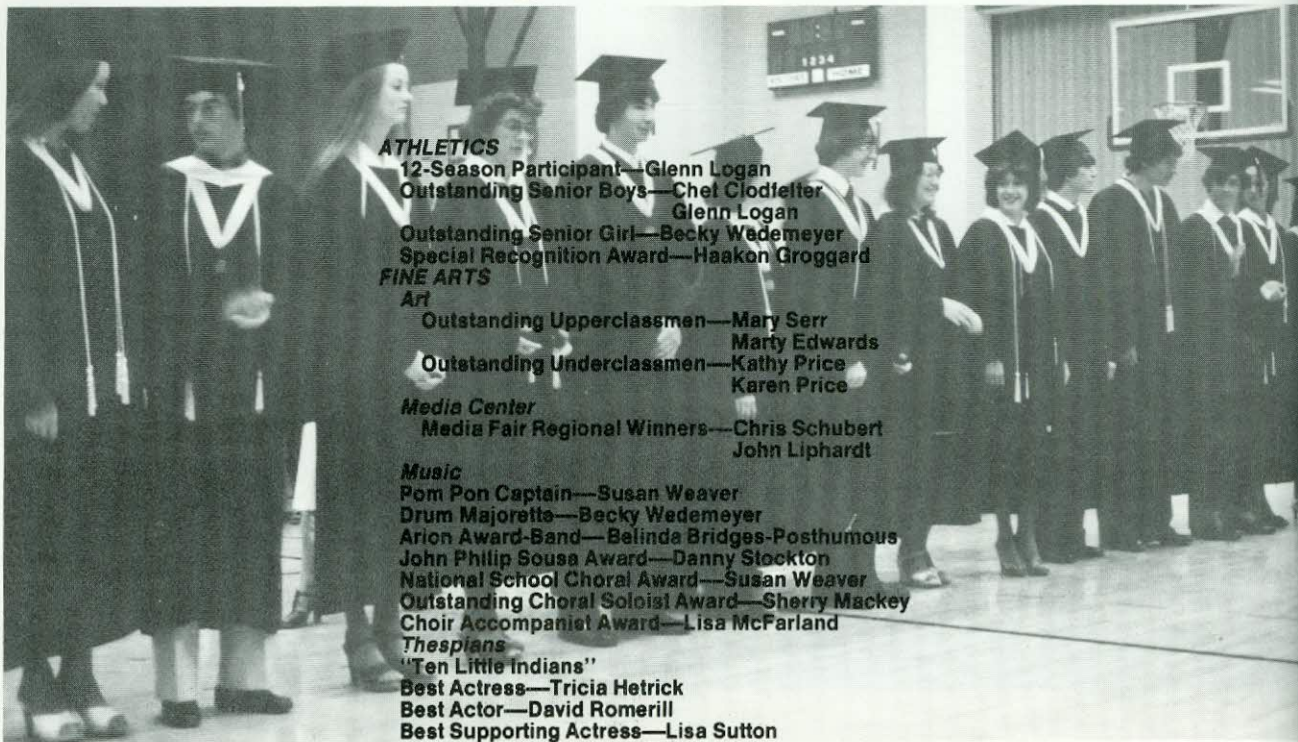 1 2 3 4
HOME
ATHLETICS
12-Season Participant—Glenn Logan
Outstanding Senior Boys—Chet Clodfelter
Glenn Logan
Outstanding Senior Girl—Becky Wedemeyer
Special Recognition Award—Haakon Groggard
FINE ARTS
Art
Outstanding Upperclassmen—Mary Serr
Marty Edwards
Outstanding Underclassmen—Kathy Price
Karen Price
Media Center
Media Fair Regional Winners—Chris Schubert
John Liphardt
Music
Pom Pon Captain—Susan Weaver
Drum Majorette—Becky Wedemeyer
Arion Award-Band—Belinda Bridges-Posthumous
John Philip Sousa Award—Danny Stockton
National School Choral Award—Susan Weaver
Outstanding Choral Soloist Award—Sherry Mackey
Choir Accompanist Award—Lisa McFarland
Thespians
"Ten Little Indians"
Best Actress—Tricia Hetrick
Best Actor—David Romerill
Best Supporting Actress—Lisa Sutton